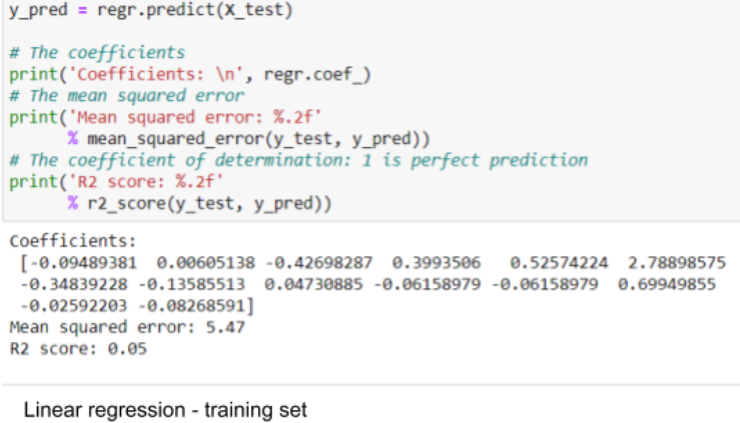 y_pred = regr.predict(X_test)
# The coefficients
print('Coefficients: \n', regr.coef_)
# The mean squared error
print('Mean squared error: %.2f'
% mean_squared_error(y_test, y_pred))
# The coefficient of determination: 1 is perfect prediction
print('R2 score: %.2f'
% r2_score(y_test, y_pred))
Coefficients:
[-0.09489381 0.00605138 -0.42698287 0.3993506 0.52574224 2.78898575
-0.34839228 -0.13585513 0.04730885 -0.06158979 -0.06158979 0.69949855
-0.02592203 -0.08268591]
Mean squared error: 5.47
R2 score: 0.05
Linear regression - training set